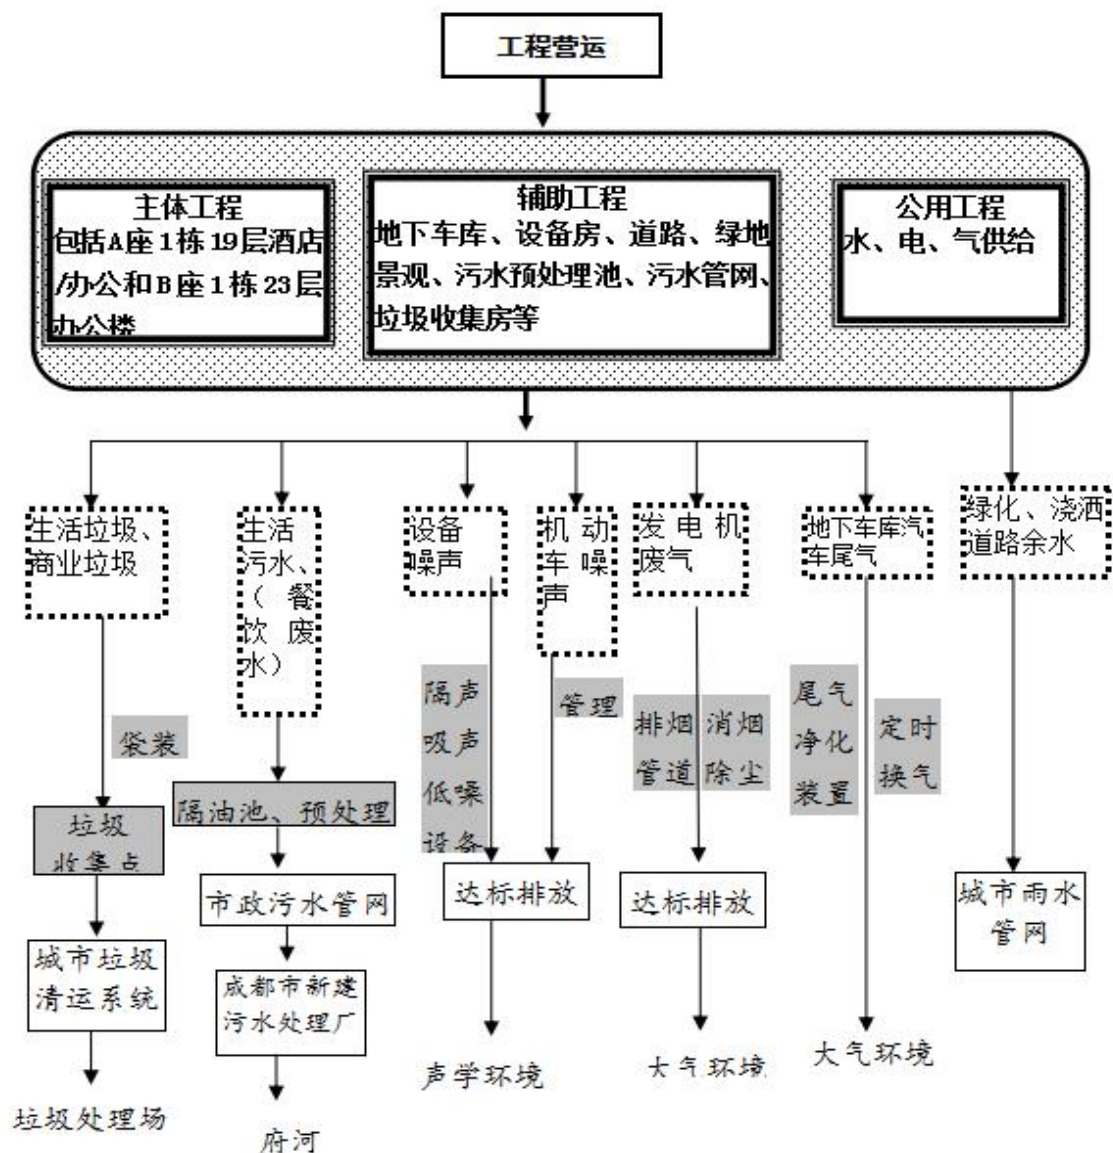 工程营运
主体工程
包括A座1栋19层酒店
/办公和B座1栋23层
办公楼
辅助工程
地下车库、设备房、道路、绿地
景观、污水预处理池、污水管网、
垃圾收集房等
公用工程
水、电、气供给
生活垃圾、
商业垃圾
生活
污水、
（餐
饮废
水）
设备
噪声
机动
车噪
声
发电机
废气
地下车库汽
车尾气
绿化、浇洒
道路余水
袋装
隔声
吸声
低噪
设备
管理
排烟
管道
消烟
除尘
尾气
净化
装置
定时
换气
垃圾
收集点
隔油池、预处理
市政污水管网
达标排放
达标排放
城市雨水
管网
城市垃圾
清运系统
成都市新建
污水处理厂
声学环境
大气环境
大气环境
垃圾处理场
府河